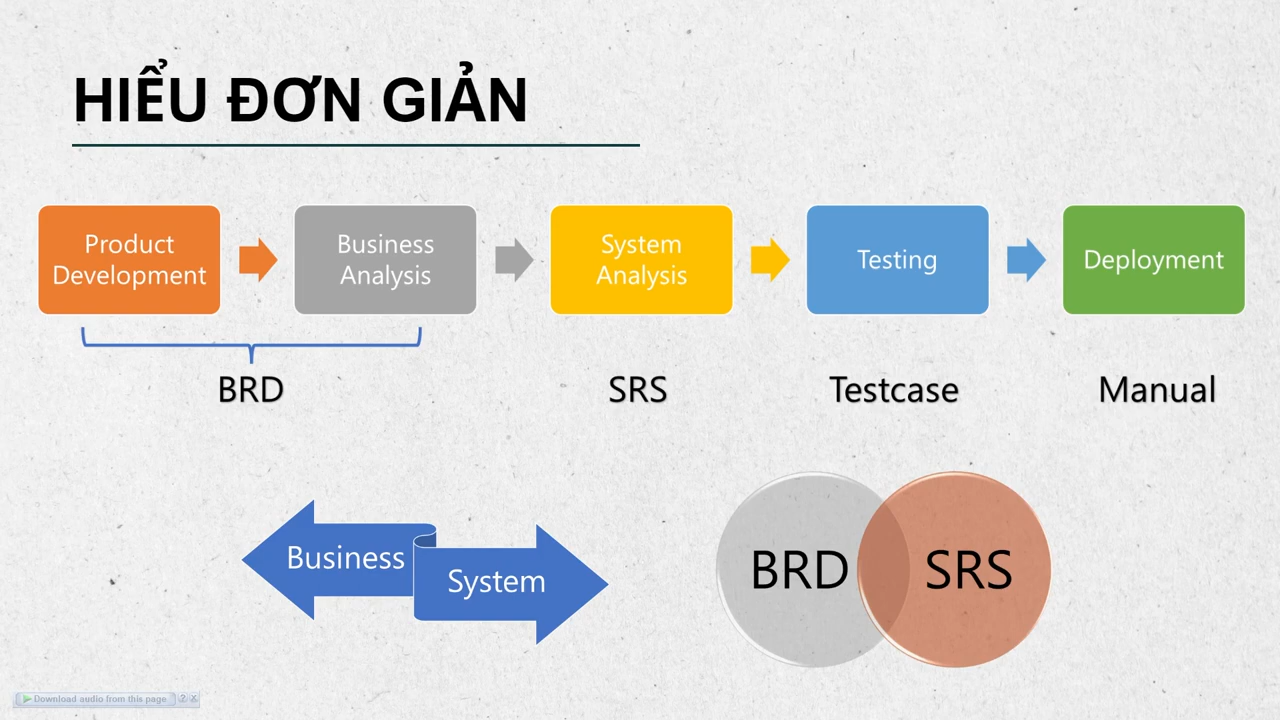 HIỂU ĐƠN GIẢN
Product
Development
Business
Analysis
System
Analysis
Testing
Deployment
BRD
SRS
Testcase
Manual
Business
System
BRD
SRS
Download audio from this page
? X